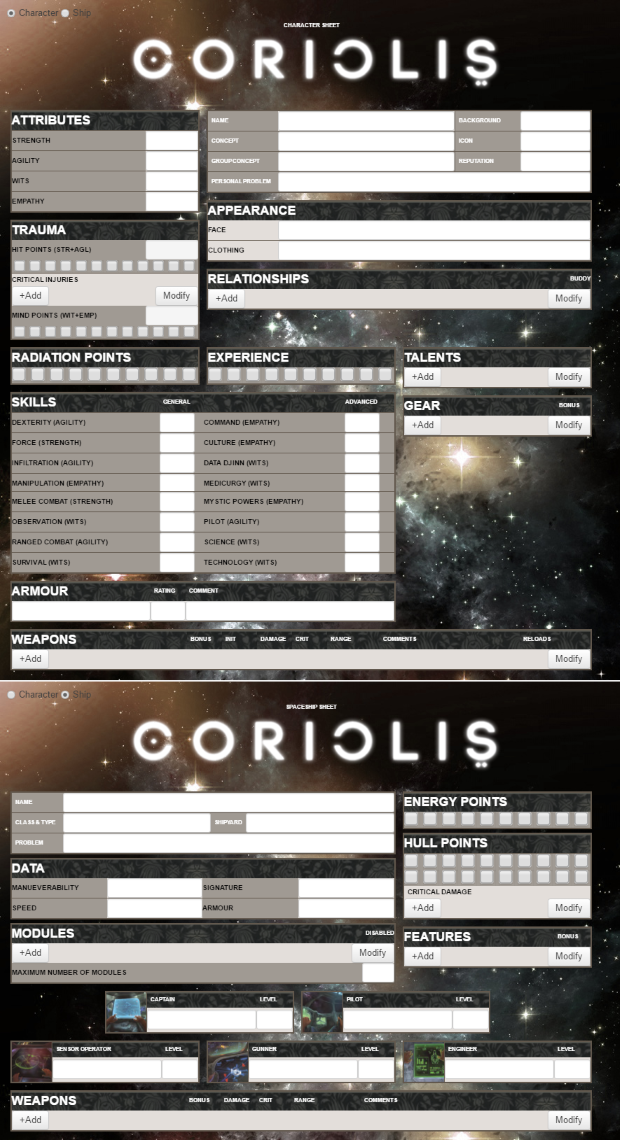 Character Ship
CHARACTER SHEET
CORIOLIS
ATTRIBUTES
STRENGTH
AGILITY
WITS
EMPATHY
NAME BACKGROUND
CONCEPT ICON
GROUPCONCEPT REPUTATION
PERSONAL PROBLEM
APPEARANCE
FACE
CLOTHING
TRAUMA
HIT POINTS (STR+AGL)
CRITICAL INJURIES
+Add Modify
MIND POINTS (WIT+EMP)
RELATIONSHIPS BUDDY
+Add Modify
RADIATION POINTS
EXPERIENCE
TALENTS
+Add Modify
GEAR BONUS
+Add Modify
SKILLS GENERAL ADVANCED
DEXTERITY (AGILITY) COMMAND (EMPATHY)
FORCE (STRENGTH) CULTURE (EMPATHY)
INFILTRATION (AGILITY) DATA DJINN (WITS)
MANIPULATION (EMPATHY) MEDICURGY (WITS)
MELEE COMBAT (STRENGTH) MYSTIC POWERS (EMPATHY)
OBSERVATION (WITS) PILOT (AGILITY)
RANGED COMBAT (AGILITY) SCIENCE (WITS)
SURVIVAL (WITS) TECHNOLOGY (WITS)
ARMOUR RATING COMMENT
WEAPONS BONUS INIT DAMAGE CRIT RANGE COMMENTS RELOADS
+Add Modify
Character Ship
SPACESHIP SHEET
CORIOLIS
NAME
CLASS & TYPE SHIPYARD
PROBLEM
ENERGY POINTS
HULL POINTS
CRITICAL DAMAGE
+Add Modify
DATA
MANUEVERABILITY SIGNATURE
SPEED ARMOUR
MODULES DISABLED
+Add Modify
MAXIMUM NUMBER OF MODULES
FEATURES BONUS
+Add Modify
CAPTAIN LEVEL
PILOT LEVEL
SENSOR OPERATOR LEVEL
GUNNER LEVEL
ENGINEER LEVEL
WEAPONS BONUS DAMAGE CRIT RANGE COMMENTS
+Add Modify